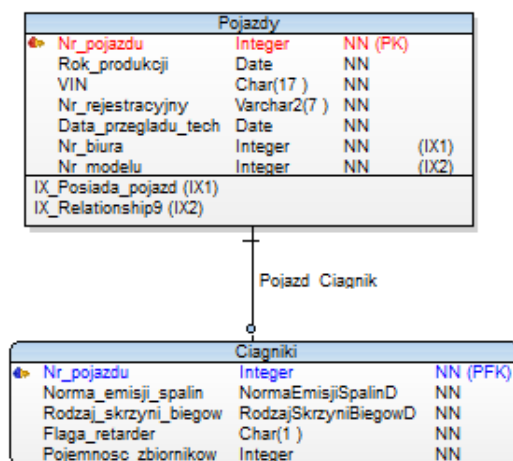 Pojazdy
Nr_pojazdu Integer NN (PK)
Rok_produkcji Date NN
VIN Char(17 ) NN
Nr_rejestracyjny Varchar2(7 ) NN
Data_przegladu_tech Date NN
Nr_biura Integer NN (IX1)
Nr_modelu Integer NN (IX2)
IX_Posiada_pojazd (IX1)
IX_Relationship9 (IX2)
Pojazd_Ciagnik
Ciagniki
Nr_pojazdu Integer NN (PFK)
Norma_emisji_spalin NormaEmisjiSpalinD NN
Rodzaj_skrzyni_biegow RodzajSkrzyniBiegowD NN
Flaga_retarder Char(1 ) NN
Pojemnosc_zbiornikow Integer NN